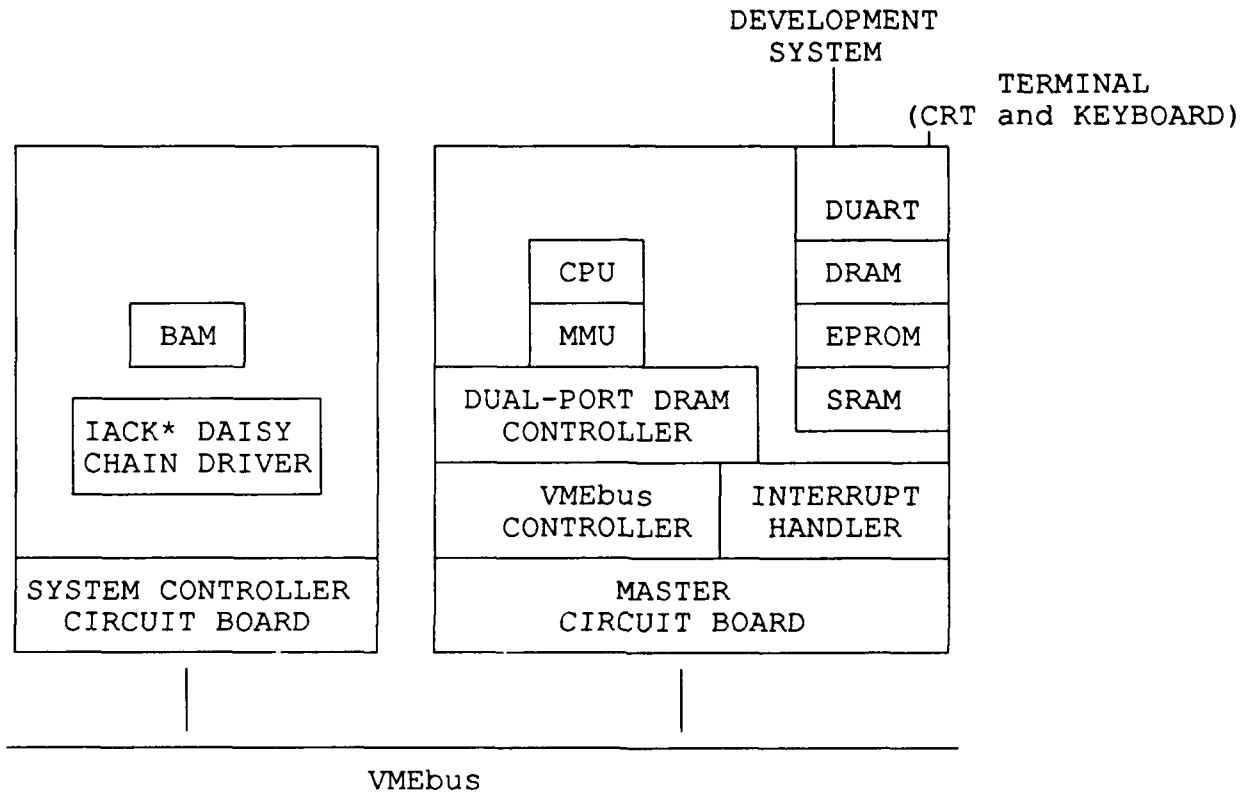 DEVELOPMENT
SYSTEM
TERMINAL
(CRT and KEYBOARD)
DUART
CPU
DRAM
BAM
MMU
EPROM
DUAL-PORT DRAM
CONTROLLER
SRAM
IACK* DAISY
CHAIN DRIVER
VMEbus
CONTROLLER
INTERRUPT
HANDLER
SYSTEM CONTROLLER
CIRCUIT BOARD
MASTER
CIRCUIT BOARD
VMEbus